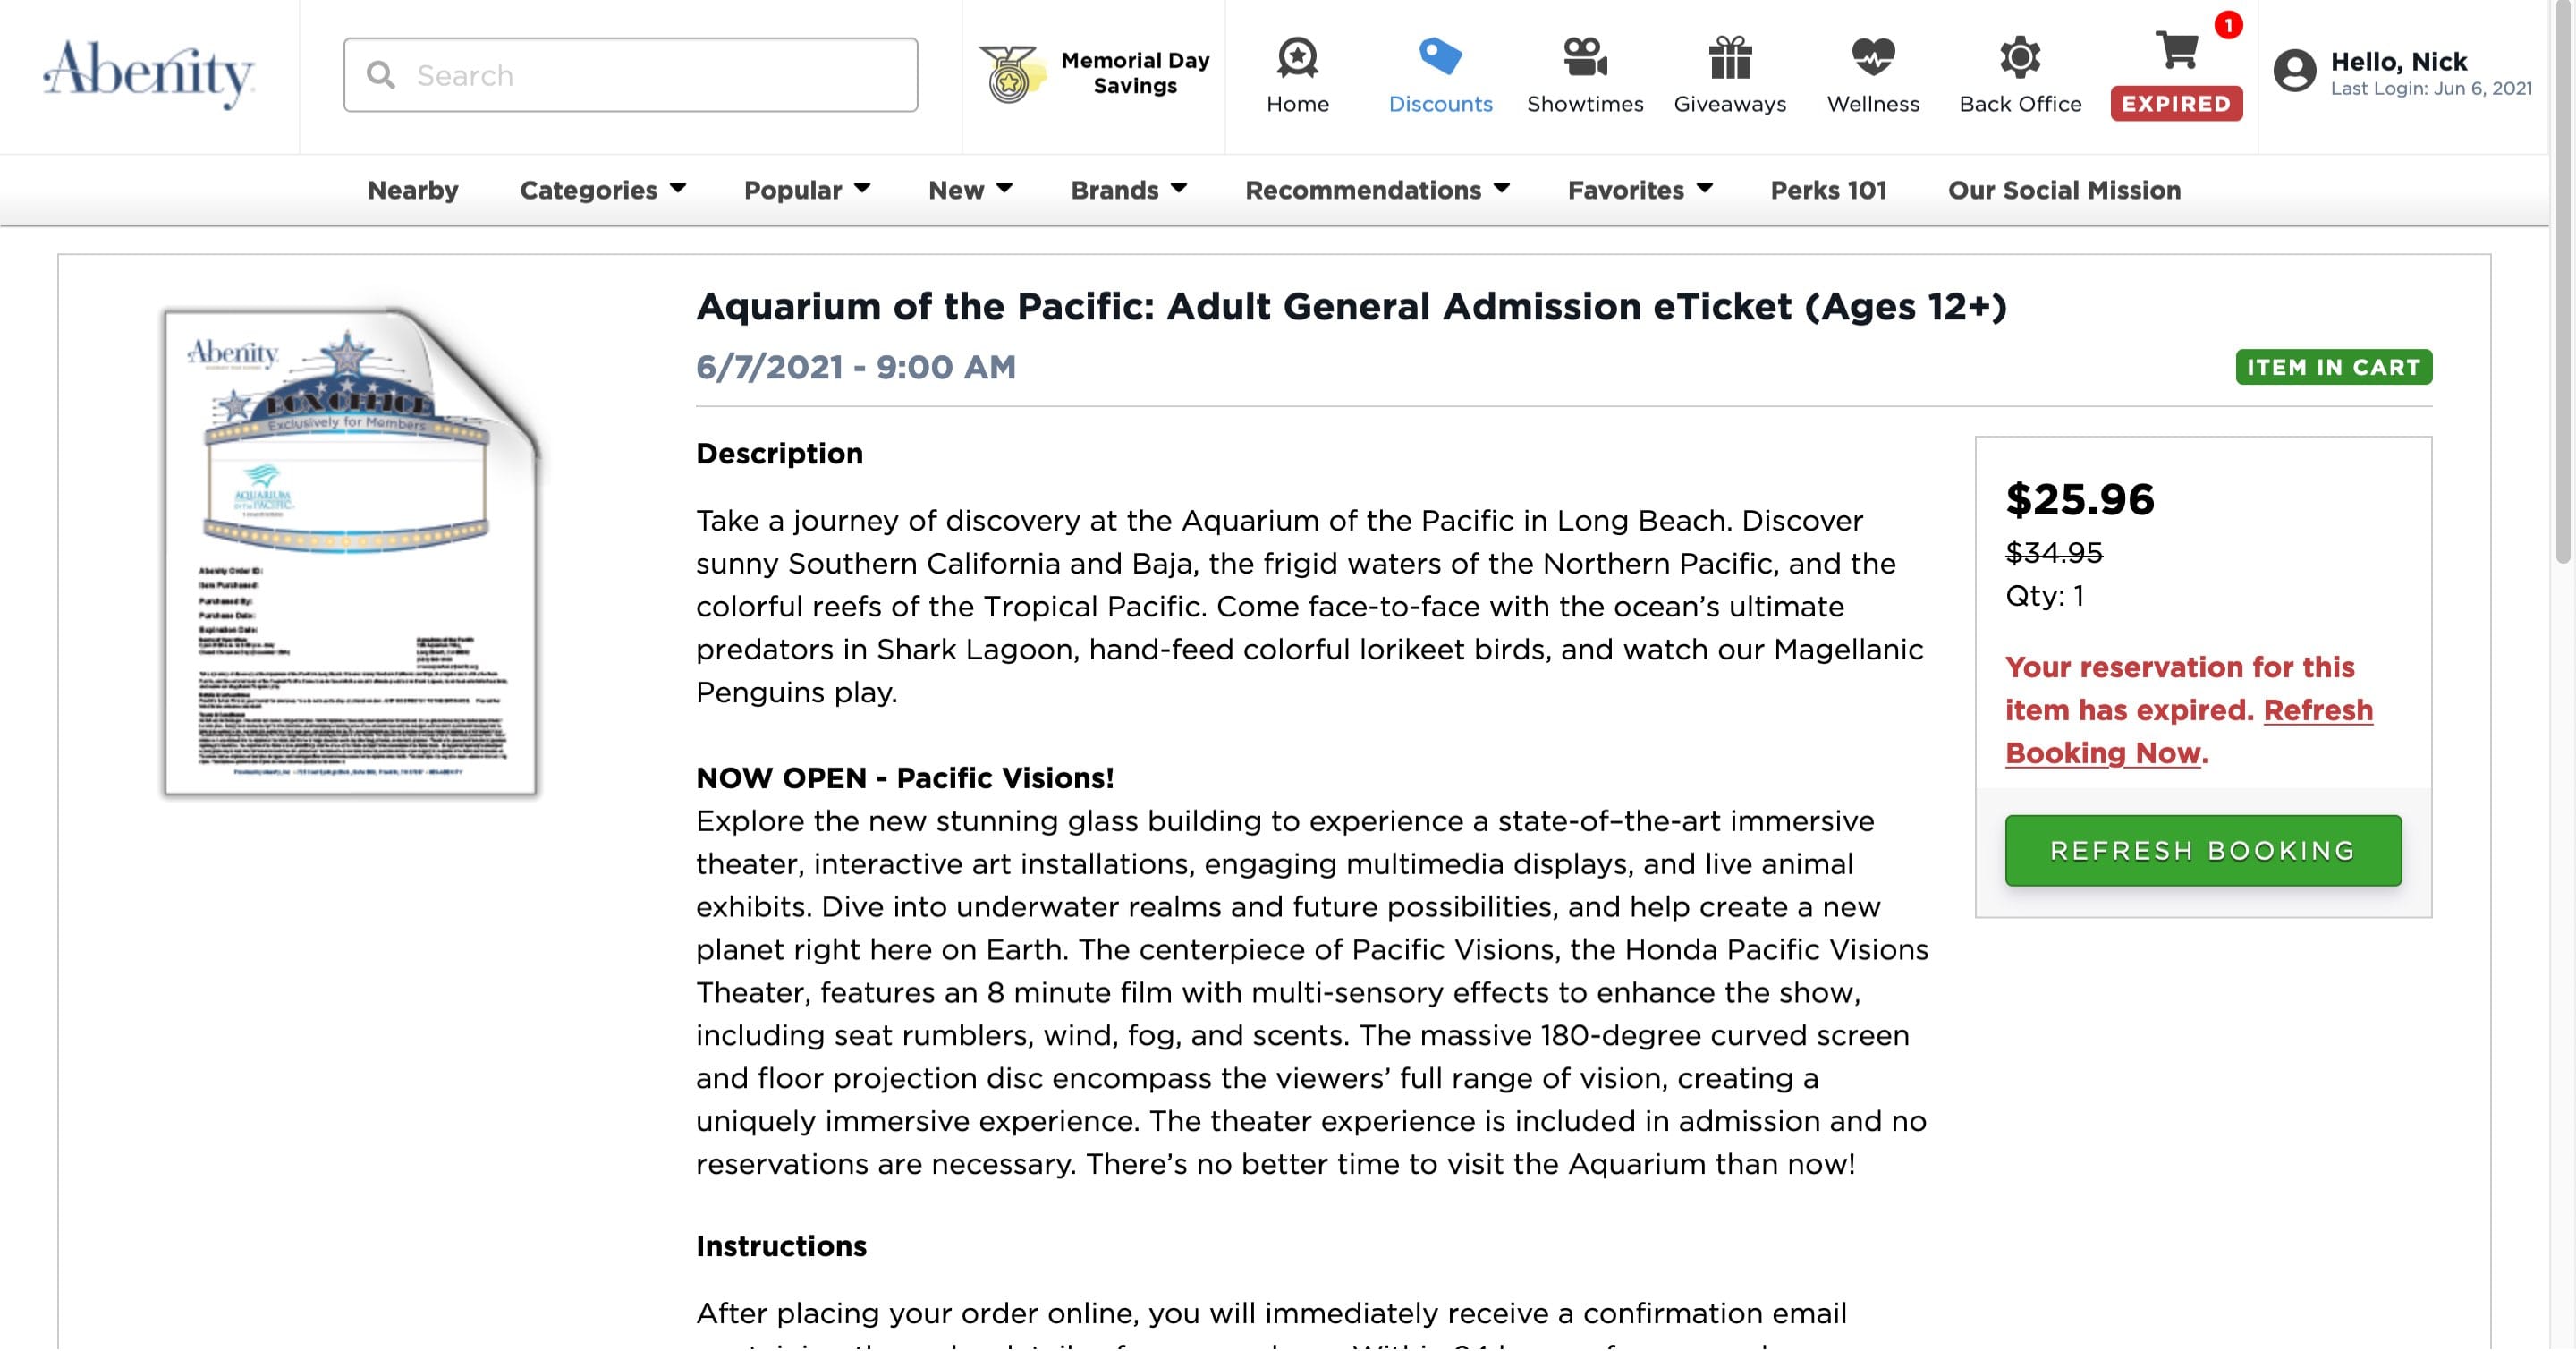 Abenity
Search
Memorial Day
Savings
Home
Discounts
Showtimes
Giveaways
Wellness
Back Office
1
EXPIRED
Hello, Nick
Last Login: Jun 6, 2021
Nearby
Categories
Popular
New
Brands
Recommendations
Favorites
Perks 101
Our Social Mission
Abenity
BOX OFFICE
Exclusively for Members
AQUARIUM
OF THE PACIFIC
Abenity Order ID:
Item Purchased:
Purchased By:
Purchase Date:
Expiration Date:
Aquarium of the Pacific: Adult General Admission eTicket (Ages 12+)
6/7/2021 - 9:00 AM
ITEM IN CART
Description
Take a journey of discovery at the Aquarium of the Pacific in Long Beach. Discover
sunny Southern California and Baja, the frigid waters of the Northern Pacific, and the
colorful reefs of the Tropical Pacific. Come face-to-face with the ocean’s ultimate
predators in Shark Lagoon, hand-feed colorful lorikeet birds, and watch our Magellanic
Penguins play.
NOW OPEN - Pacific Visions!
Explore the new stunning glass building to experience a state-of–the-art immersive
theater, interactive art installations, engaging multimedia displays, and live animal
exhibits. Dive into underwater realms and future possibilities, and help create a new
planet right here on Earth. The centerpiece of Pacific Visions, the Honda Pacific Visions
Theater, features an 8 minute film with multi-sensory effects to enhance the show,
including seat rumblers, wind, fog, and scents. The massive 180-degree curved screen
and floor projection disc encompass the viewers’ full range of vision, creating a
uniquely immersive experience. The theater experience is included in admission and no
reservations are necessary. There’s no better time to visit the Aquarium than now!
Instructions
After placing your order online, you will immediately receive a confirmation email
$25.96
$34.95
Qty: 1
Your reservation for this
item has expired. Refresh
Booking Now.
REFRESH BOOKING